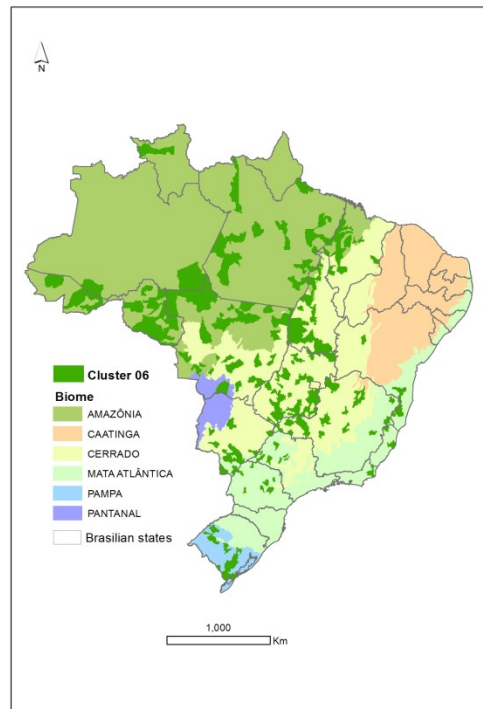 N
Cluster 06
Biome
AMAZÔNIA
CAATINGA
CERRADO
MATA ATLÂNTICA
PAMPA
PANTANAL
Brasilian states
1,000
Km